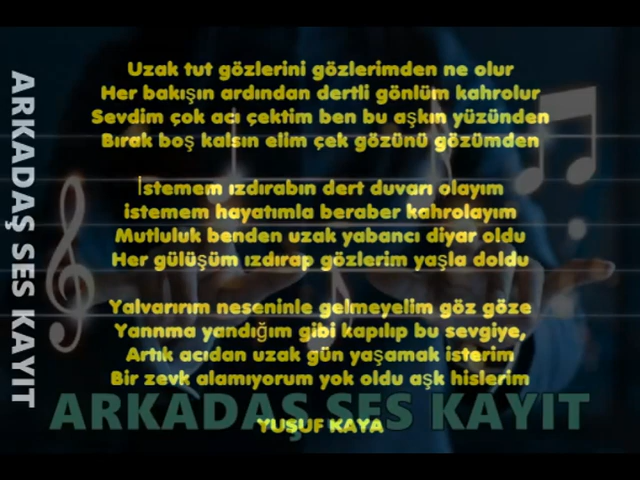 ARKADAŞ SES KAYIT
Uzak tut gözlerini gözlerimden ne olur
Her bakışın ardından dertli gönlüm kahrolur
Sevdim çok acı çektim ben bu aşkın yüzünden
Bırak boş kalsın elim çek gözünü gözümden
İstemem ızdırabın dert duvarı olayım
istemem hayatımla beraber kahrolayım
Mutluluk benden uzak yabancı diyar oldu
Her gülüşüm ızdırap gözlerim yaşla doldu
Yalvarırım neseninle gelmeyelim göz göze
Yannma yandığım gibi kapılıp bu sevgiye,
Artık acıdan uzak gün yaşamak isterim
Bir zevk alamıyorum yok oldu aşk hislerim
ARKADAŞ SES KAYIT
YUSUF KAYA